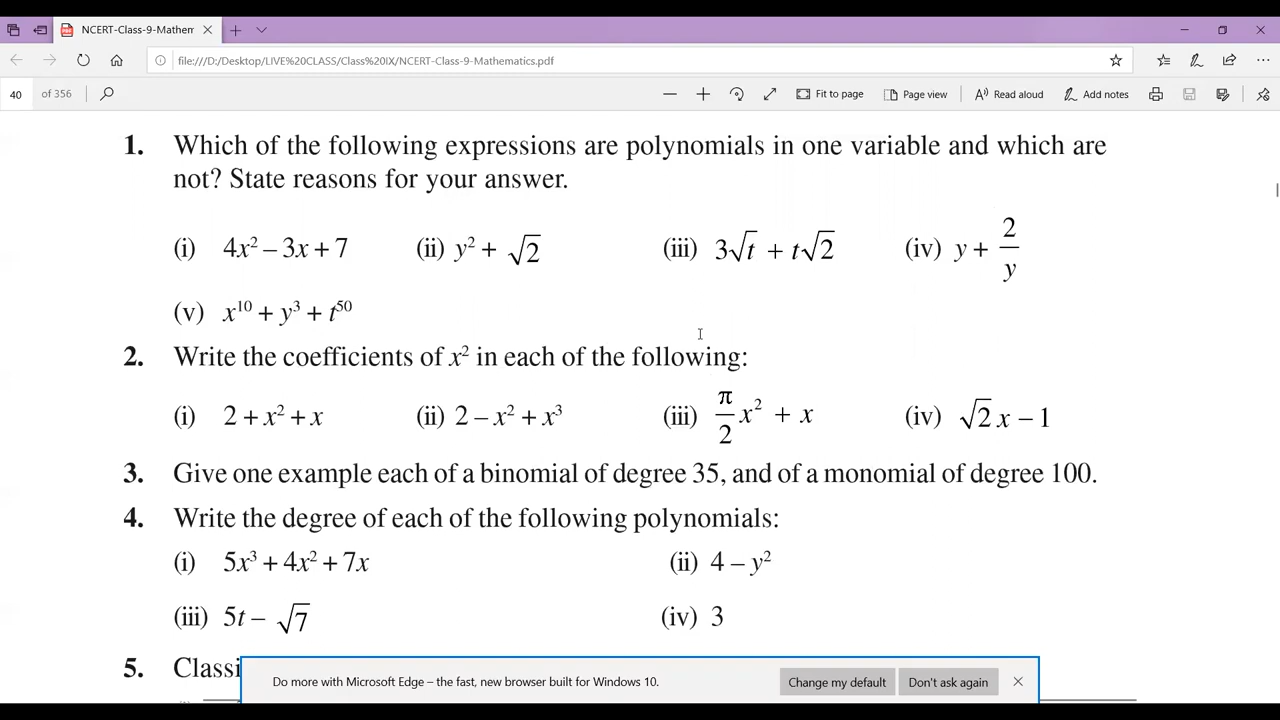 NCERT-Class-9-Mathem
file:///D:/Desktop/LIVE%20CLASS/Class%20IX/NCERT-Class-9-Mathematics.pdf
40 of 356 Fit to page Page view Read aloud Add notes
1. Which of the following expressions are polynomials in one variable and which are
not? State reasons for your answer.
(i) 4x² – 3x + 7 (ii) y² + √2 (iii) 3√t + t√2 (iv) y + 2/y
(v) x¹⁰ + y³ + t⁵⁰
2. Write the coefficients of x² in each of the following:
(i) 2 + x² + x (ii) 2 – x² + x³ (iii) π/2 x² + x (iv) √2 x – 1
3. Give one example each of a binomial of degree 35, and of a monomial of degree 100.
4. Write the degree of each of the following polynomials:
(i) 5x³ + 4x² + 7x (ii) 4 – y²
(iii) 5t – √7 (iv) 3
5. Classi
Do more with Microsoft Edge – the fast, new browser built for Windows 10. Change my default Don't ask again